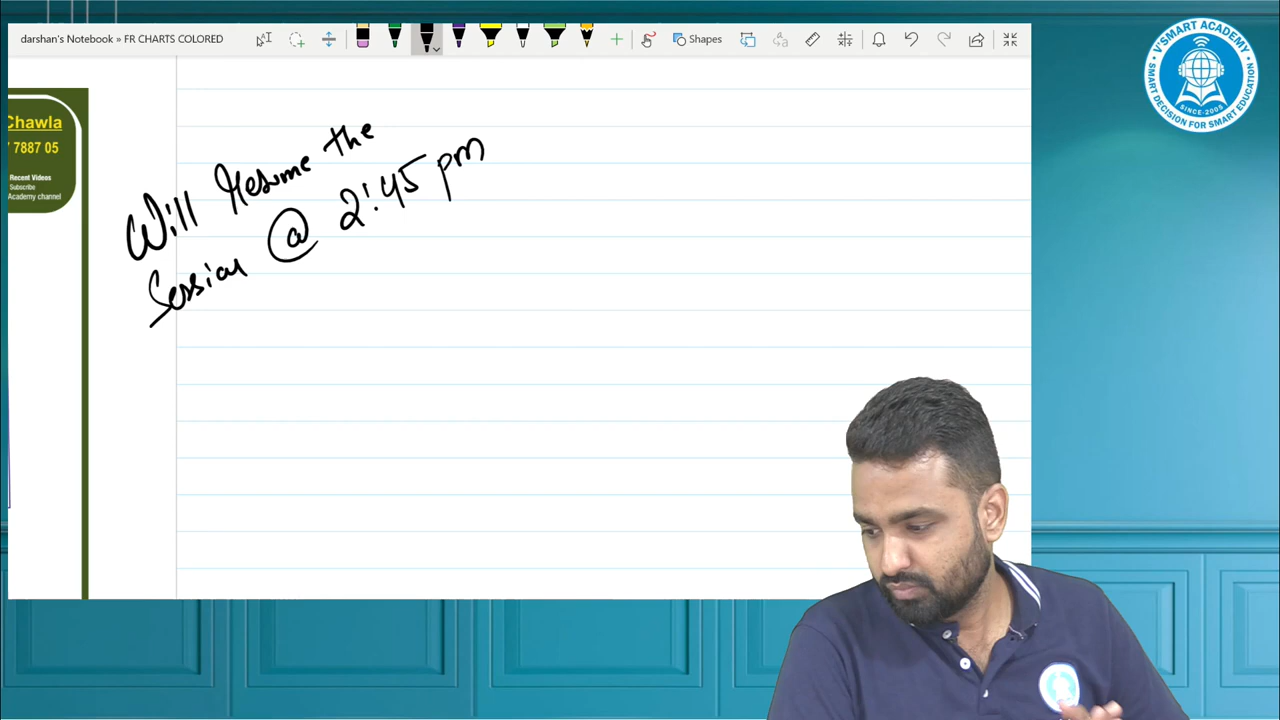 darshan's Notebook » FR CHARTS COLORED
Shapes
Chawla
7 7887 05
Recent Videos
Subscribe
Academy channel
Will Resume the
Session @ 2:45 pm
V'SMART ACADEMY
SINCE-2005
SMART DECISION FOR SMART EDUCATION